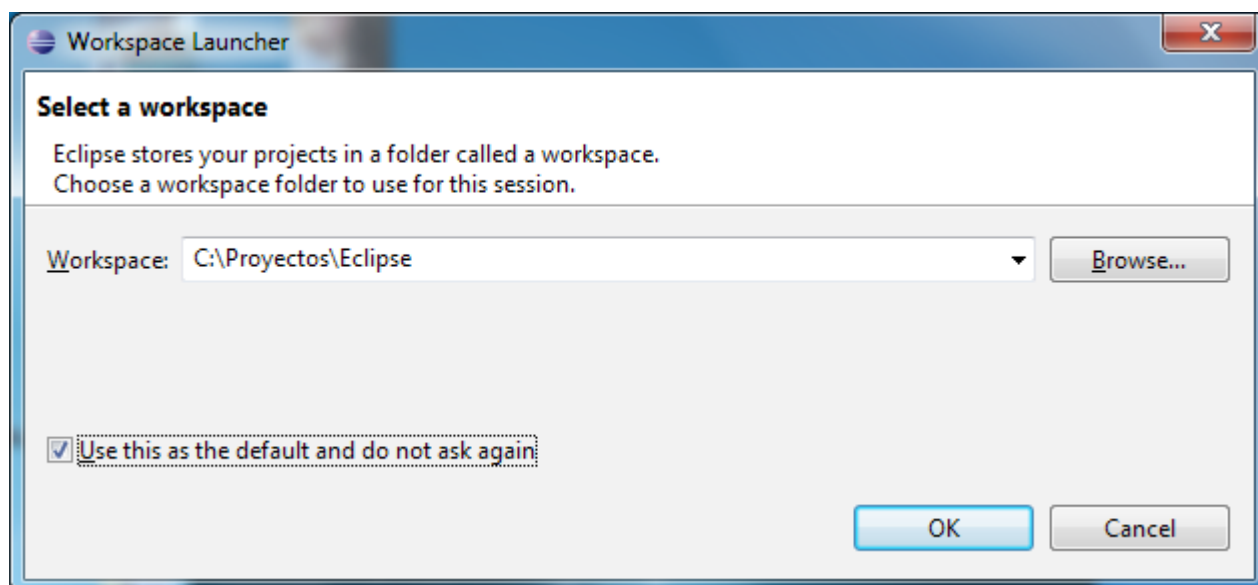 Workspace Launcher
Select a workspace
Eclipse stores your projects in a folder called a workspace.
Choose a workspace folder to use for this session.
Workspace: C:\Proyectos\Eclipse Browse...
Use this as the default and do not ask again
OK Cancel